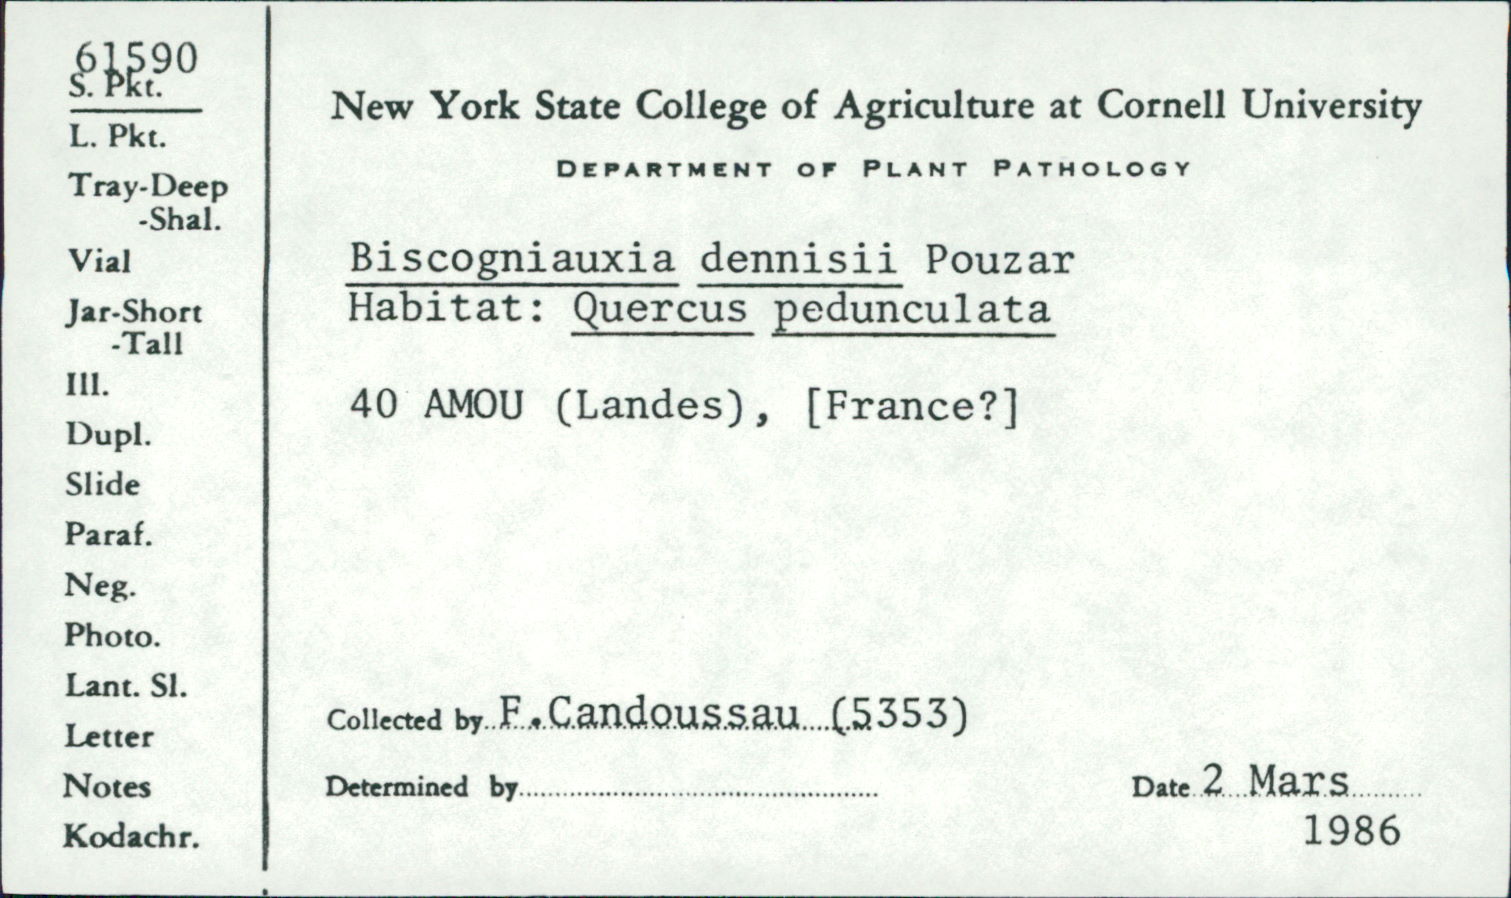 61590
S. Pkt.
L. Pkt.
Tray-Deep
-Shal.
Vial
Jar-Short
-Tall
Ill.
Dupl.
Slide
Paraf.
Neg.
Photo.
Lant. Sl.
Letter
Notes
Kodachr.
New York State College of Agriculture at Cornell University
DEPARTMENT OF PLANT PATHOLOGY
Biscogniauxia dennisii Pouzar
Habitat: Quercus pedunculata
40 AMOU (Landes), [France?]
Collected by F.Candoussau (5353)
Determined by
Date 2 Mars
1986